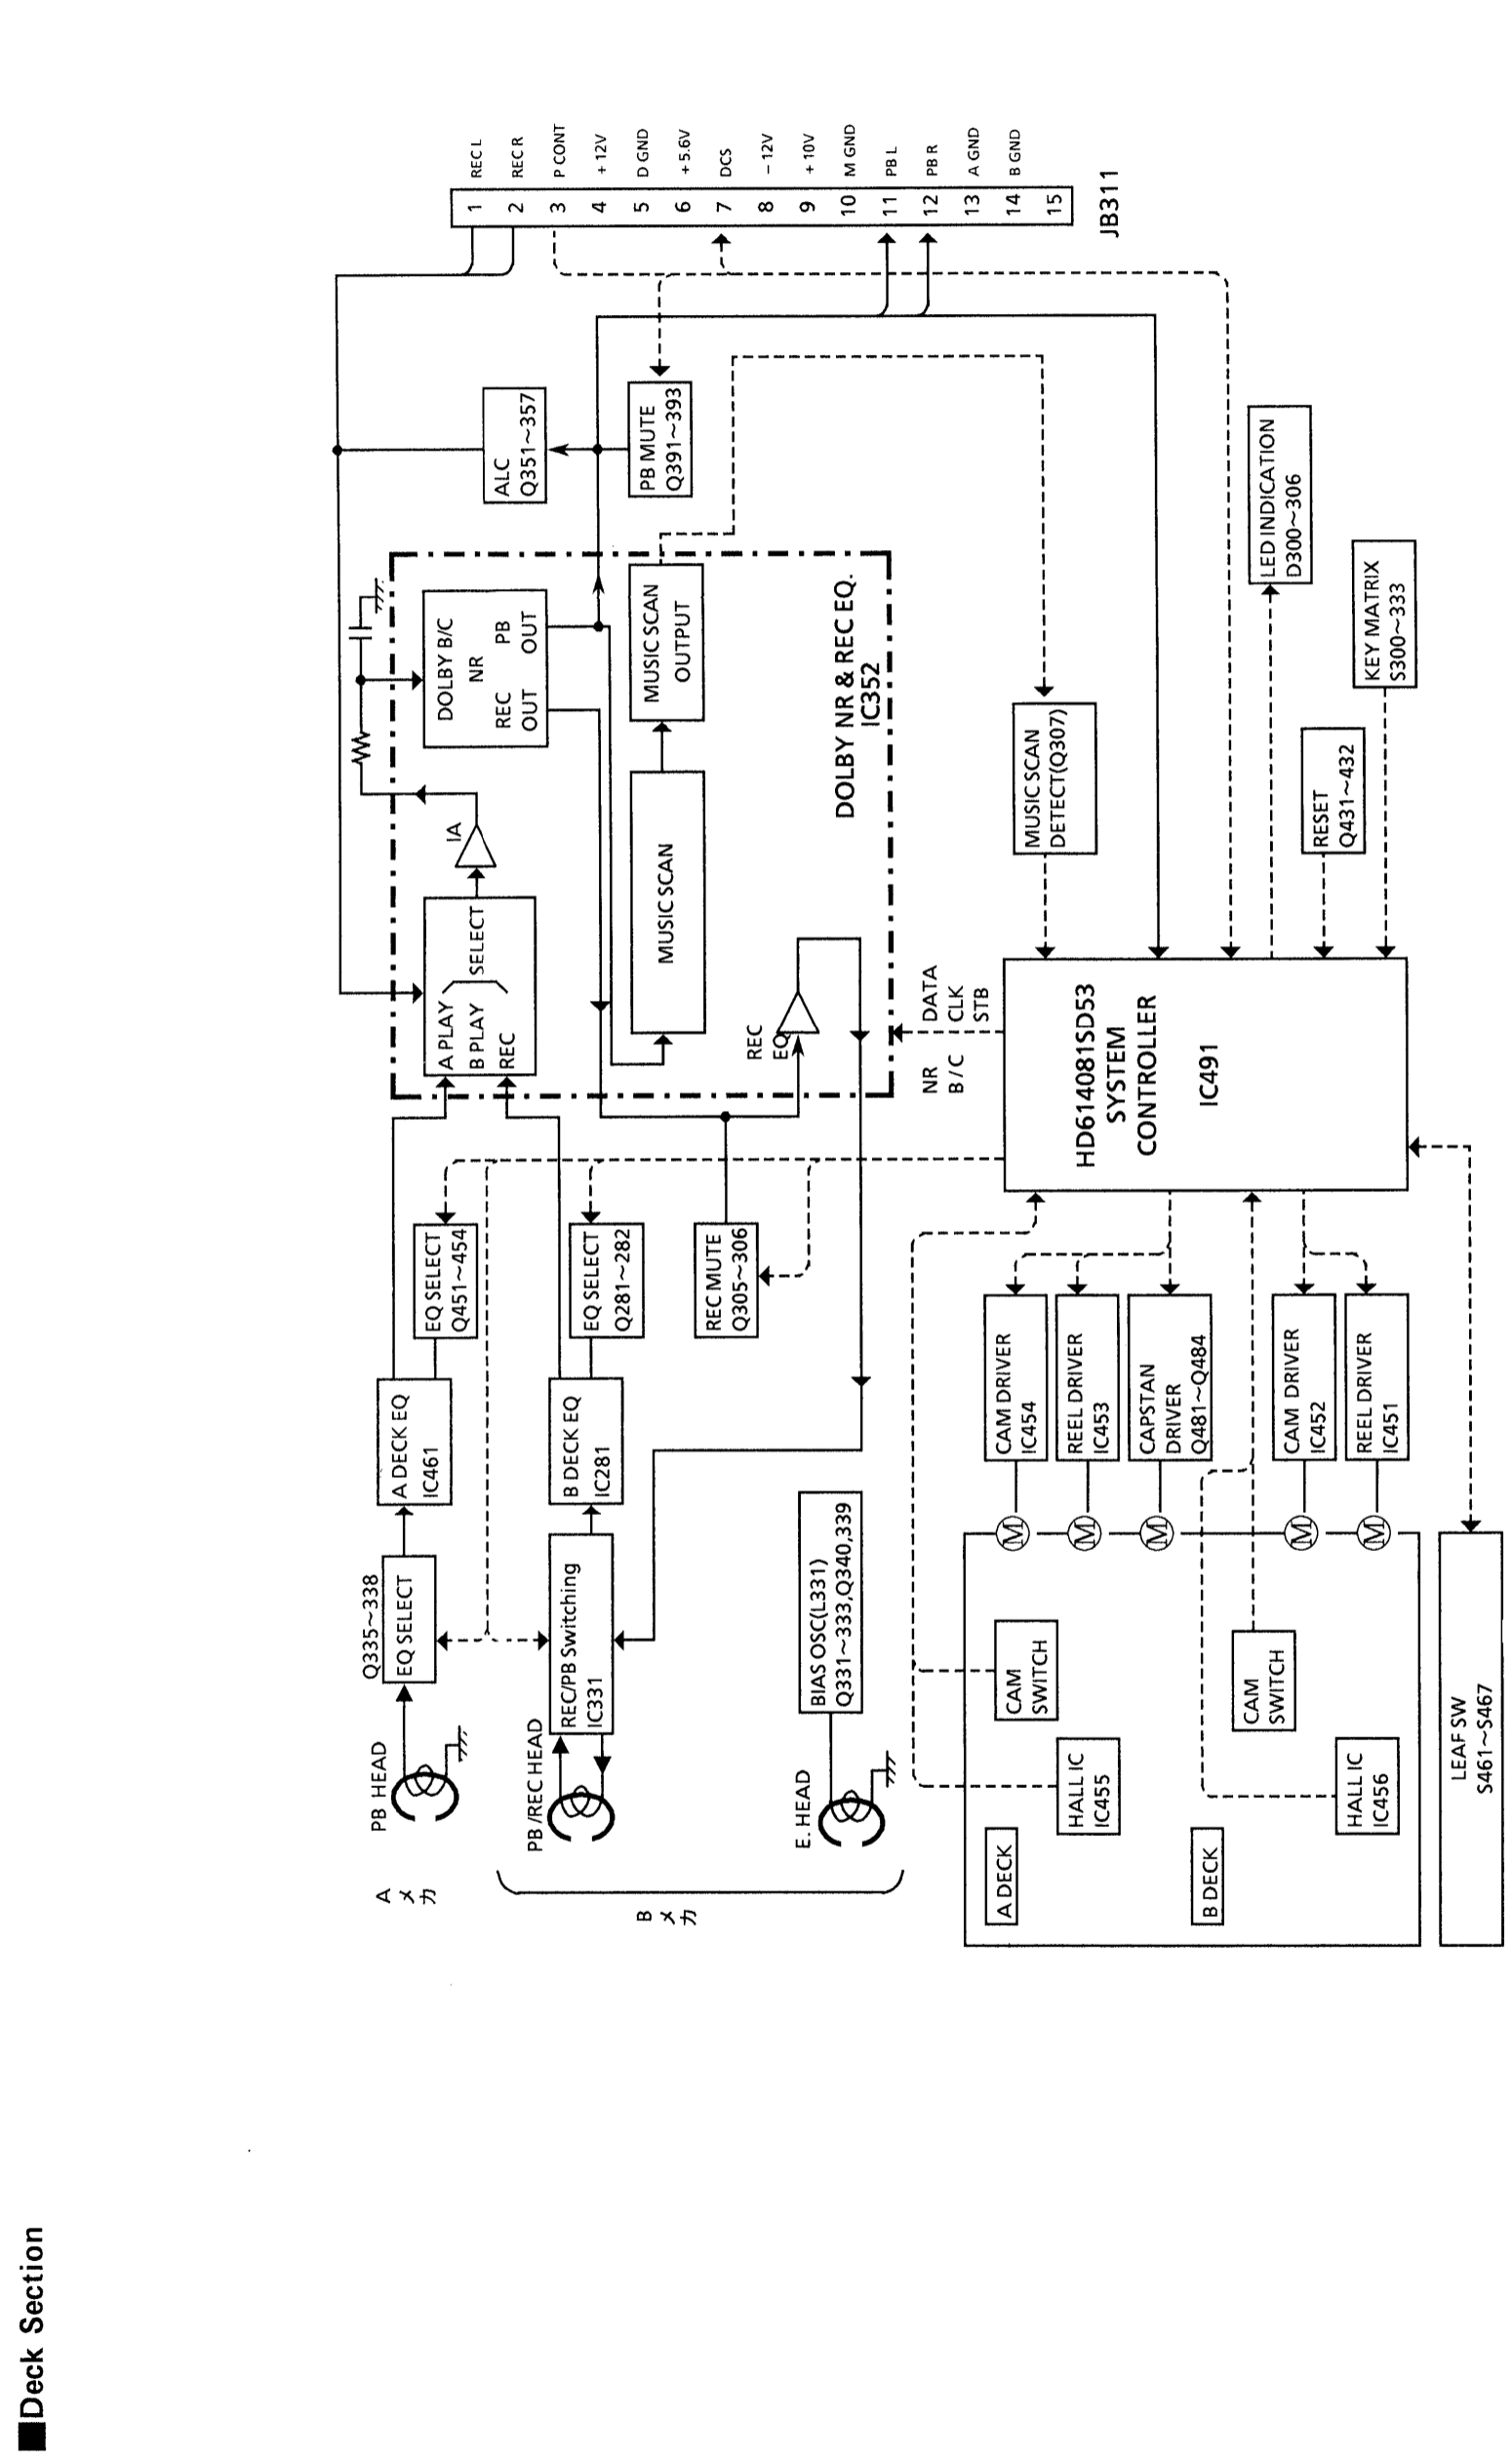 ■Deck Section
A
メ
カ
PB HEAD
Q335~338
EQ SELECT
A DECK EQ
IC461
EQ SELECT
Q451~454
B
メ
カ
PB/REC HEAD
REC/PB Switching
IC331
B DECK EQ
IC281
EQ SELECT
Q281~282
REC MUTE
Q305~306
E. HEAD
BIAS OSC(L331)
Q331~333,Q340,339
A PLAY
B PLAY
REC
SELECT
IA
DOLBY B/C
NR
REC
OUT
PB
OUT
MUSIC SCAN
MUSIC SCAN
OUTPUT
REC
EQ
DOLBY NR & REC EQ.
IC352
ALC
Q351~357
PB MUTE
Q391~393
1 REC L
2 REC R
3 P CONT
4 +12V
5 D GND
6 +5.6V
7 DCS
8 −12V
9 +10V
10 M GND
11 PB L
12 PB R
13 A GND
14 B GND
15
JB311
NR
B/C
DATA
CLK
STB
HD614081SD53
SYSTEM
CONTROLLER
IC491
MUSIC SCAN
DETECT(Q307)
LED INDICATION
D300~306
RESET
Q431~432
KEY MATRIX
S300~333
CAM DRIVER
IC454
REEL DRIVER
IC453
CAPSTAN
DRIVER
Q481~Q484
CAM DRIVER
IC452
REEL DRIVER
IC451
M
M
M
M
M
A DECK
CAM
SWITCH
HALL IC
IC455
B DECK
CAM
SWITCH
HALL IC
IC456
LEAF SW
S461~S467